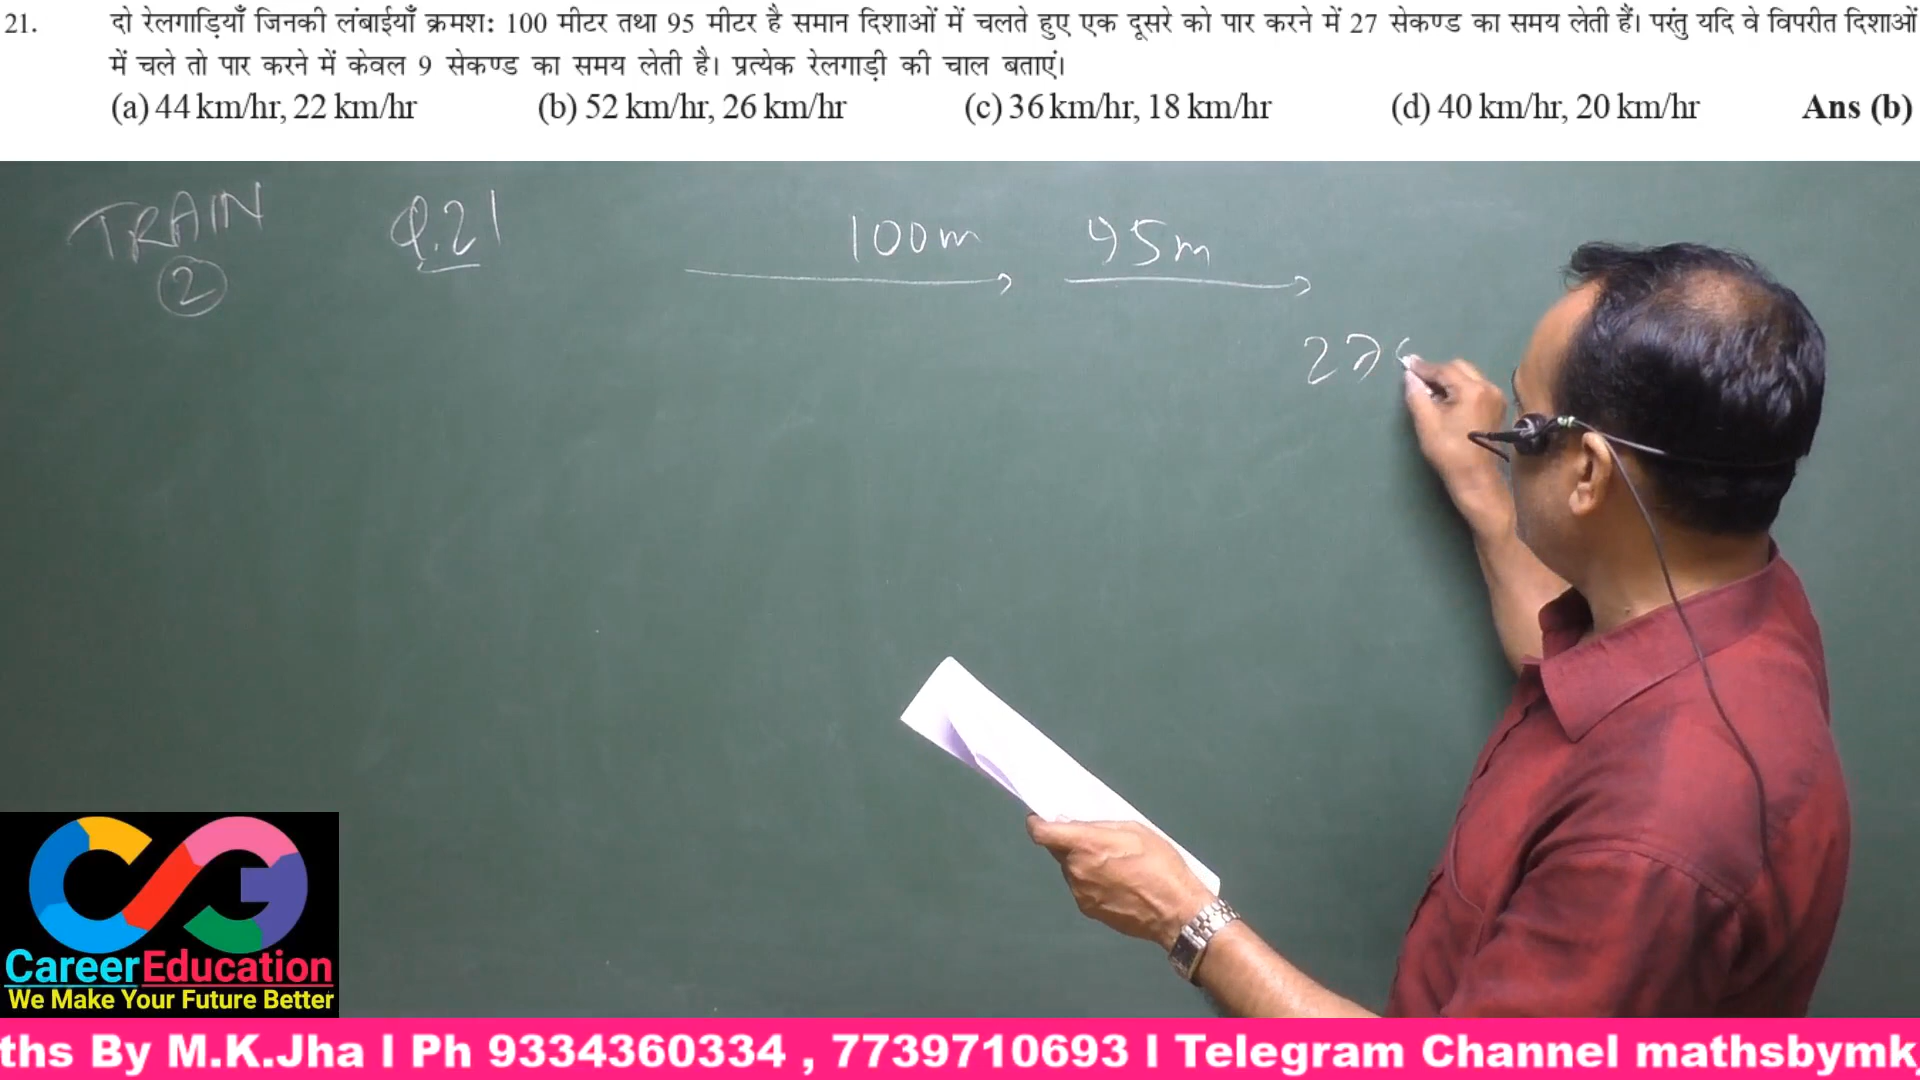 21. दो रेलगाड़ियाँ जिनकी लंबाईयाँ क्रमश: 100 मीटर तथा 95 मीटर है समान दिशाओं में चलते हुए एक दूसरे को पार करने में 27 सेकण्ड का समय लेती हैं। परंतु यदि वे विपरीत दिशाओं
में चले तो पार करने में केवल 9 सेकण्ड का समय लेती है। प्रत्येक रेलगाड़ी की चाल बताएं।
(a) 44 km/hr, 22 km/hr (b) 52 km/hr, 26 km/hr (c) 36 km/hr, 18 km/hr (d) 40 km/hr, 20 km/hr Ans (b)
TRAIN Q.21 100m 95m
2
27
CareerEducation
We Make Your Future Better
ths By M.K.Jha l Ph 9334360334 , 7739710693 l Telegram Channel mathsbymk